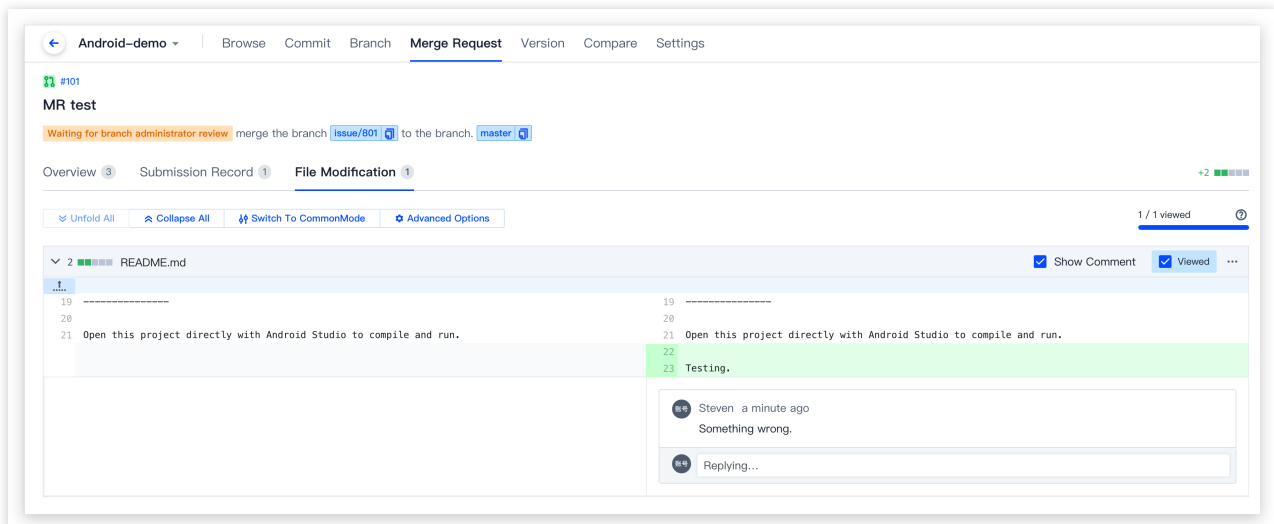 Android-demo Browse Commit Branch Merge Request Version Compare Settings
#101
MR test
Waiting for branch administrator review merge the branch issue/801 to the branch. master
Overview 3 Submission Record 1 File Modification 1 +2
Unfold All Collapse All Switch To CommonMode Advanced Options 1 / 1 viewed
2 README.md Show Comment Viewed
19 --------------- 19 ---------------
20 20
21 Open this project directly with Android Studio to compile and run. 21 Open this project directly with Android Studio to compile and run.
22
23 Testing.
账号 Steven a minute ago
Something wrong.
账号 Replying...